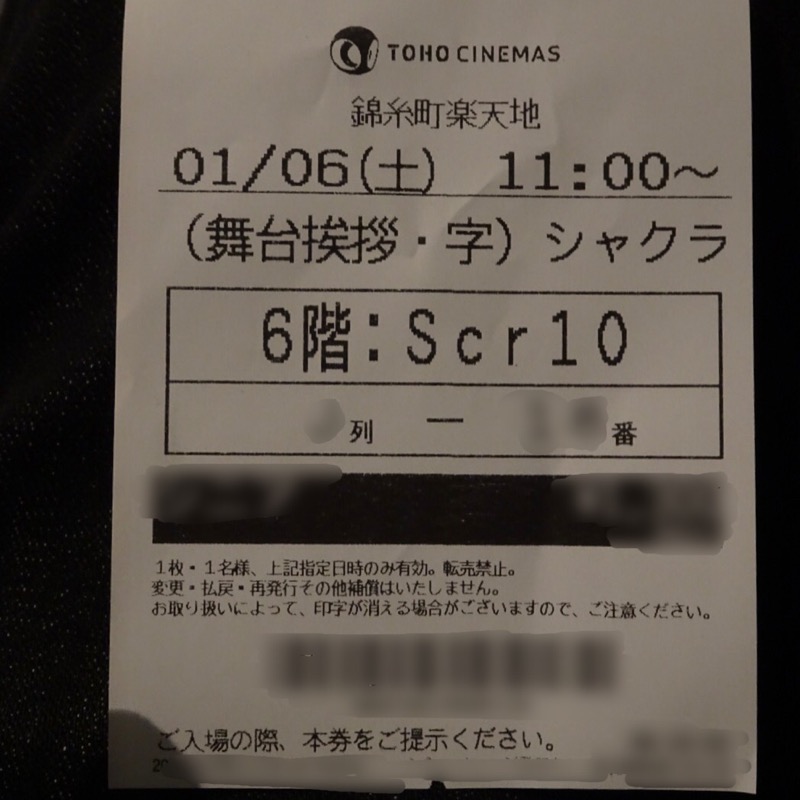 TOHO CINEMAS
錦糸町楽天地
01/06(土) 11:00～
(舞台挨拶・字) シャクラ
6階:Scr10
列 ー 番
1枚・1名様、上記指定日時のみ有効。転売禁止。
変更・払戻・再発行その他補償はいたしません。
お取り扱いによって、印字が消える場合がございますので、ご注意ください。
ご入場の際、本券をご提示ください。